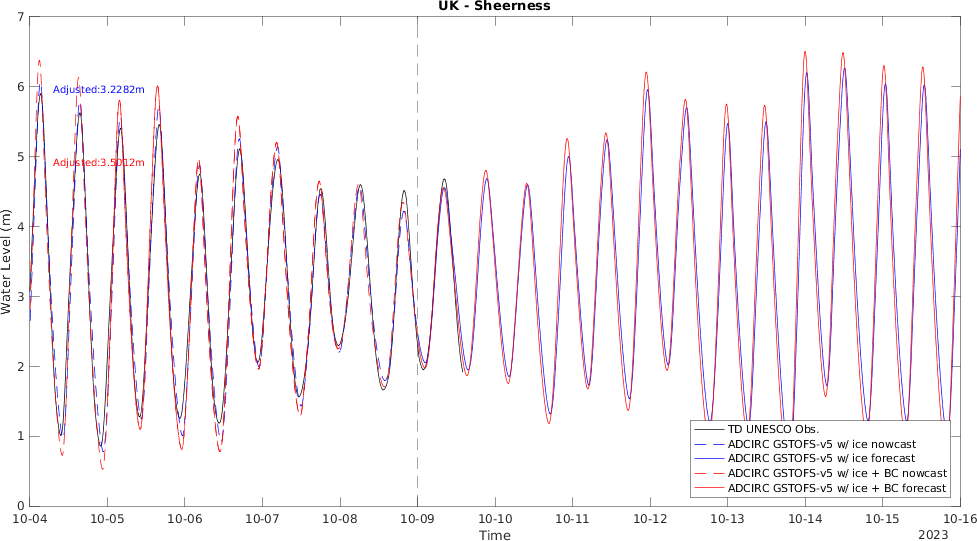 UK - Sheerness
7
6
5
4
3
2
1
0
Water Level (m)
Adjusted:3.2282m
Adjusted:3.5012m
TD UNESCO Obs.
ADCIRC GSTOFS-v5 w/ ice nowcast
ADCIRC GSTOFS-v5 w/ ice forecast
ADCIRC GSTOFS-v5 w/ ice + BC nowcast
ADCIRC GSTOFS-v5 w/ ice + BC forecast
10-04 10-05 10-06 10-07 10-08 10-09 10-10 10-11 10-12 10-13 10-14 10-15 10-16
Time
2023